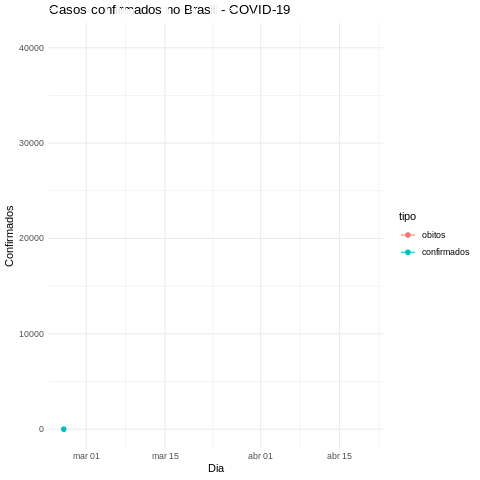 Casos confirmados no Brasil - COVID-19
40000
30000
20000
10000
0
Confirmados
mar 01
mar 15
abr 01
abr 15
Dia
tipo
obitos
confirmados